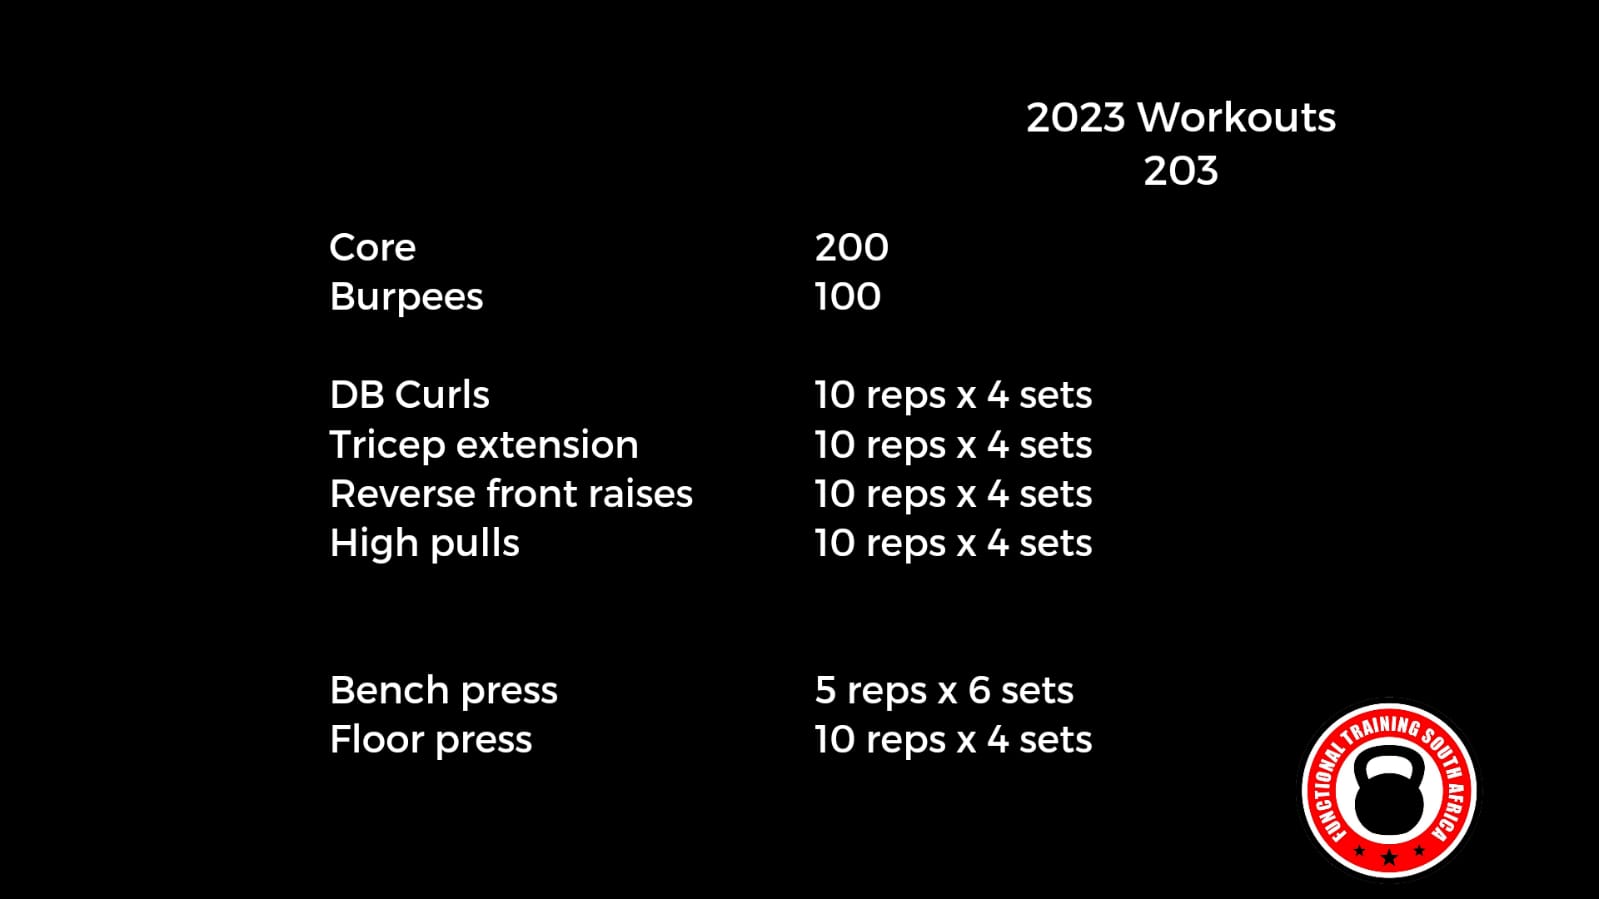 2023 Workouts
203
Core 200
Burpees 100
DB Curls 10 reps x 4 sets
Tricep extension 10 reps x 4 sets
Reverse front raises 10 reps x 4 sets
High pulls 10 reps x 4 sets
Bench press 5 reps x 6 sets
Floor press 10 reps x 4 sets
FUNCTIONAL TRAINING SOUTH AFRICA